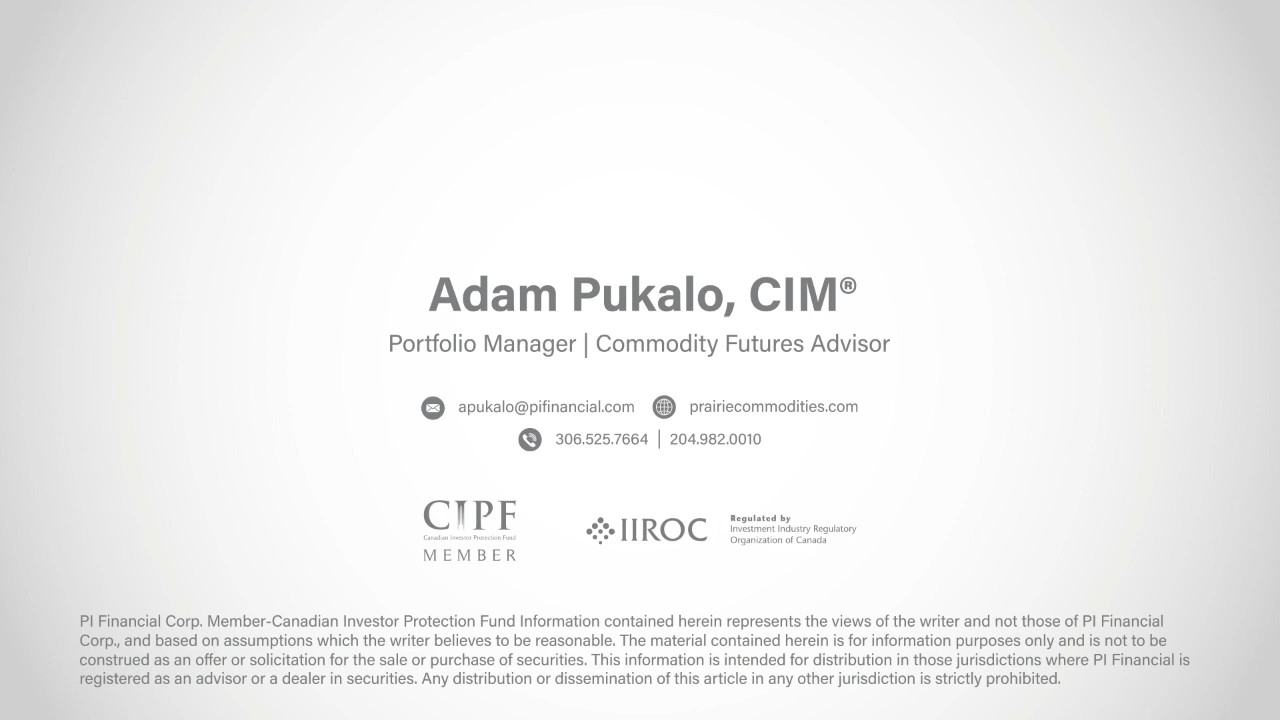 Adam Pukalo, CIM®
Portfolio Manager | Commodity Futures Advisor
apukalo@pifinancial.com prairiecommodities.com
306.525.7664 | 204.982.0010
CIPF
Canadian Investor Protection Fund
MEMBER
IIROC
Regulated by
Investment Industry Regulatory
Organization of Canada
PI Financial Corp. Member-Canadian Investor Protection Fund Information contained herein represents the views of the writer and not those of PI Financial
Corp., and based on assumptions which the writer believes to be reasonable. The material contained herein is for information purposes only and is not to be
construed as an offer or solicitation for the sale or purchase of securities. This information is intended for distribution in those jurisdictions where PI Financial is
registered as an advisor or a dealer in securities. Any distribution or dissemination of this article in any other jurisdiction is strictly prohibited.